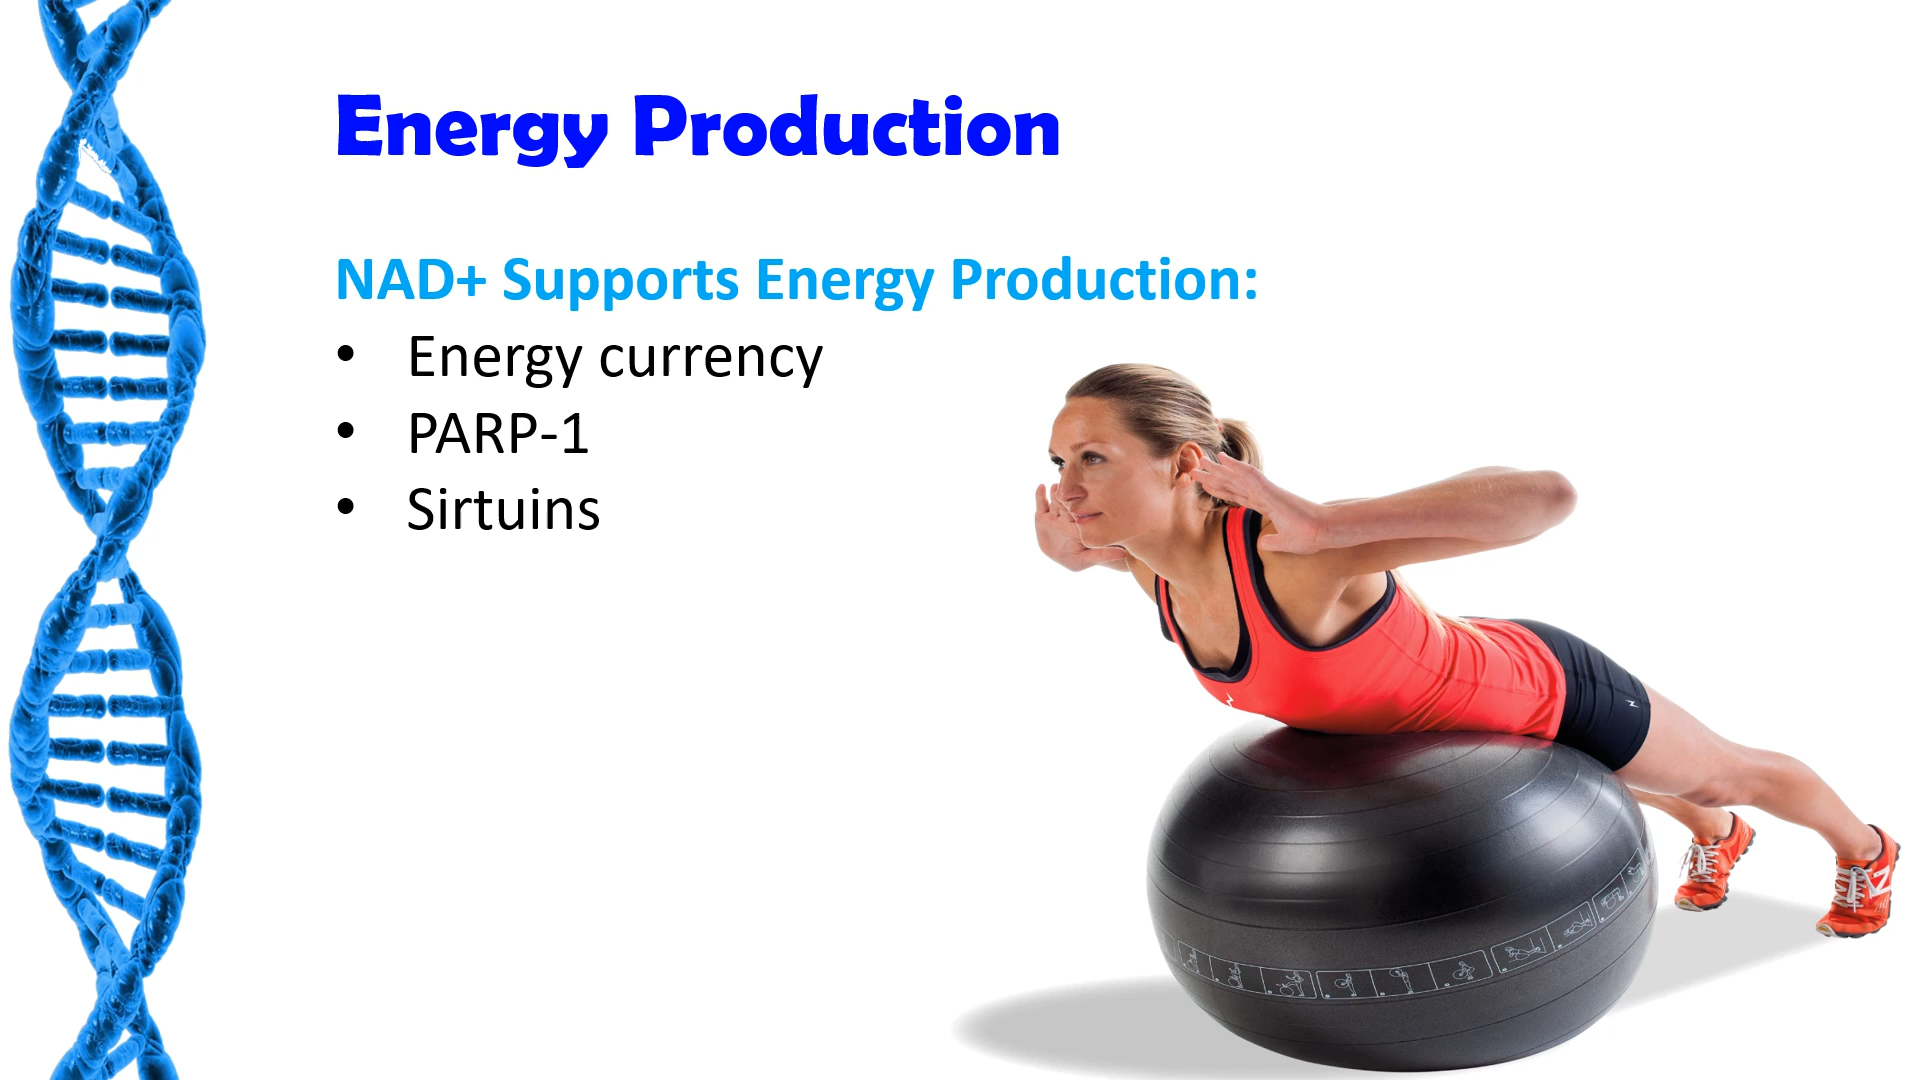 Energy Production
NAD+ Supports Energy Production:
• Energy currency
• PARP-1
• Sirtuins